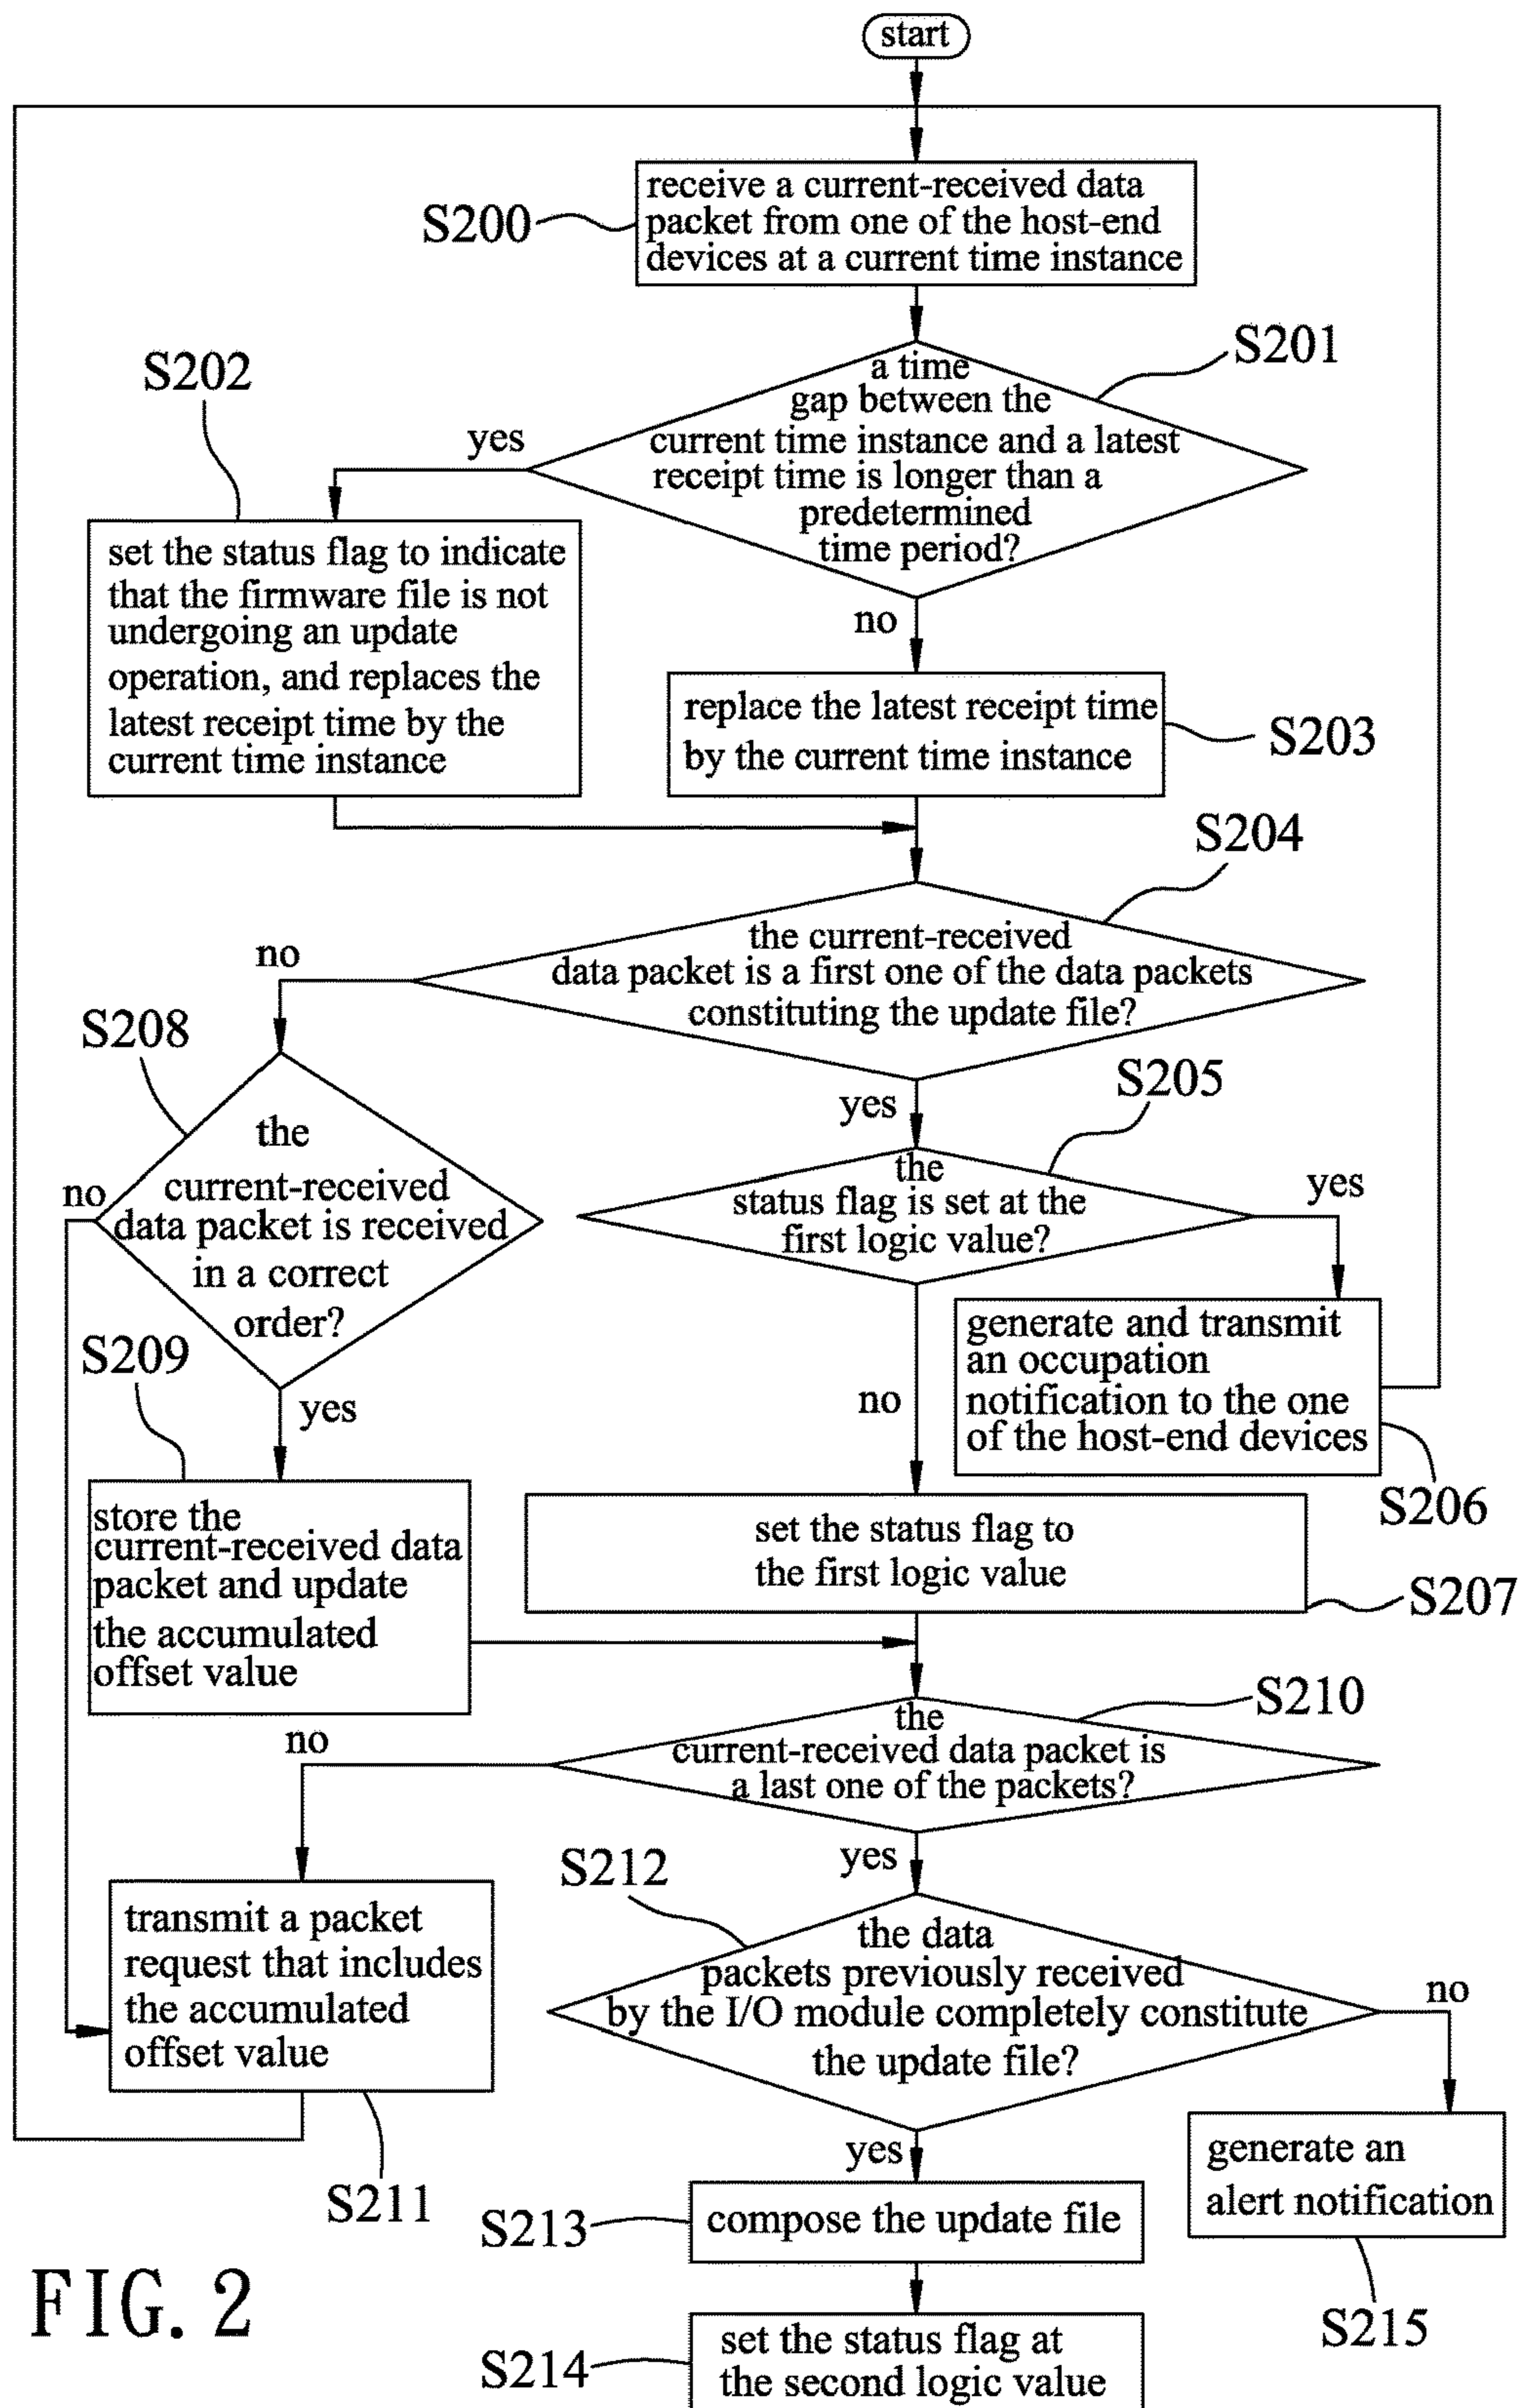 start
receive a current-received data
packet from one of the host-end
devices at a current time instance
S200
a time
gap between the
current time instance and a latest
receipt time is longer than a
predetermined
time period?
S201
yes
no
S202
set the status flag to indicate
that the firmware file is not
undergoing an update
operation, and replaces the
latest receipt time by the
current time instance
replace the latest receipt time
by the current time instance
S203
S204
the current-received
data packet is a first one of the data packets
constituting the update file?
no
yes
S208
the
current-received
data packet is received
in a correct
order?
no
yes
S205
the
status flag is set at the
first logic value?
yes
no
generate and transmit
an occupation
notification to the one
of the host-end devices
S206
S209
store the
current-received data
packet and update
the accumulated
offset value
set the status flag to
the first logic value
S207
S210
the
current-received data packet is
a last one of the packets?
no
yes
transmit a packet
request that includes
the accumulated
offset value
S211
S212
the data
packets previously received
by the I/O module completely constitute
the update file?
no
yes
generate an
alert notification
S215
compose the update file
S213
set the status flag at
the second logic value
S214
FIG. 2